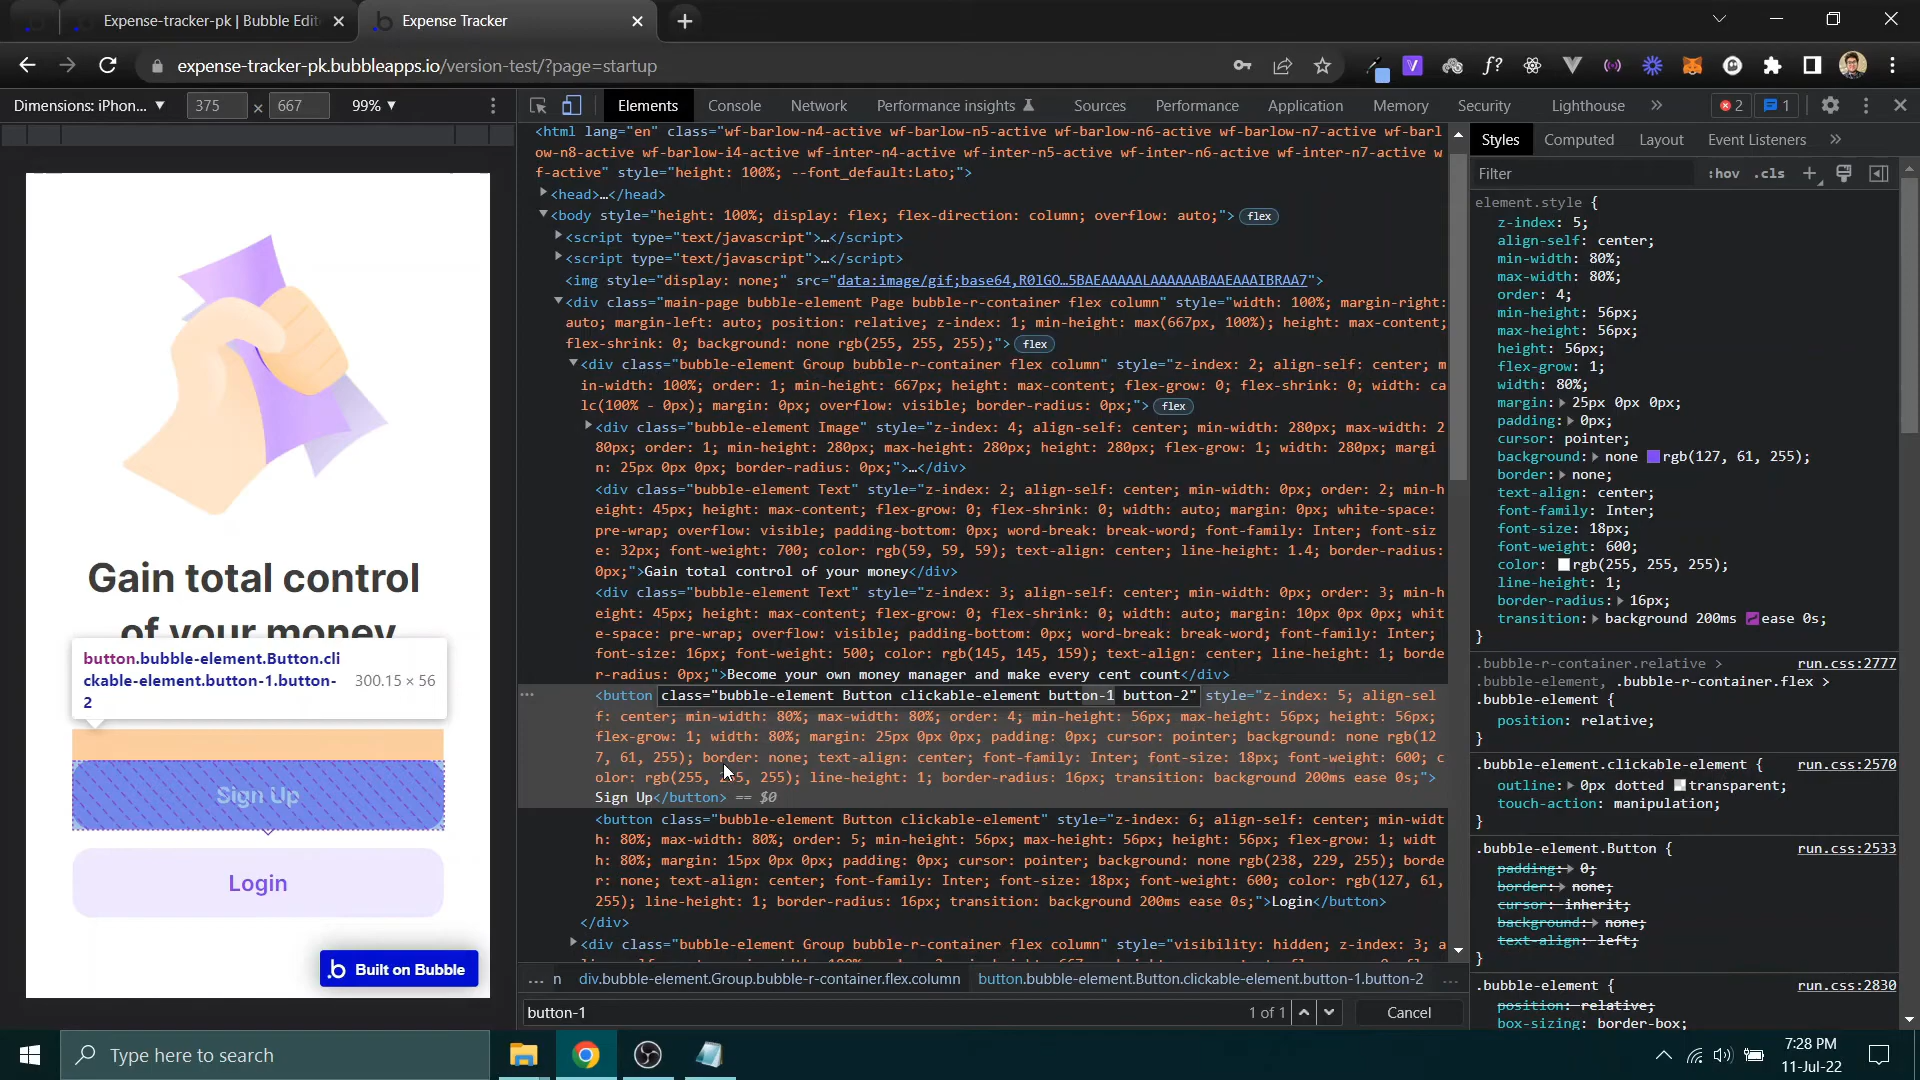 Expense-tracker-pk | Bubble Edit
Expense Tracker
expense-tracker-pk.bubbleapps.io/version-test/?page=startup
Dimensions: iPhon... ▼ 375 × 667 99% ▼
Elements Console Network Performance insights Sources Performance Application Memory Security Lighthouse » 2 1
<html lang="en" class="wf-barlow-n4-active wf-barlow-n5-active wf-barlow-n6-active wf-barlow-n7-active wf-barl
ow-n8-active wf-barlow-i4-active wf-inter-n4-active wf-inter-n5-active wf-inter-n6-active wf-inter-n7-active w
f-active" style="height: 100%; --font_default:Lato;">
<head>…</head>
<body style="height: 100%; display: flex; flex-direction: column; overflow: auto;"> flex
<script type="text/javascript">…</script>
<script type="text/javascript">…</script>
<img style="display: none;" src="data:image/gif;base64,R0lGO…5BAEAAAAALAAAAAABAAEAAAIBRAA7">
<div class="main-page bubble-element Page bubble-r-container flex column" style="width: 100%; margin-right:
auto; margin-left: auto; position: relative; z-index: 1; min-height: max(667px, 100%); height: max-content;
flex-shrink: 0; background: none rgb(255, 255, 255);"> flex
<div class="bubble-element Group bubble-r-container flex column" style="z-index: 2; align-self: center; m
in-width: 100%; order: 1; min-height: 667px; height: max-content; flex-grow: 0; flex-shrink: 0; width: ca
lc(100% - 0px); margin: 0px; overflow: visible; border-radius: 0px;"> flex
<div class="bubble-element Image" style="z-index: 4; align-self: center; min-width: 280px; max-width: 2
80px; order: 1; min-height: 280px; max-height: 280px; height: 280px; flex-grow: 1; width: 280px; margi
n: 25px 0px 0px; border-radius: 0px;">…</div>
<div class="bubble-element Text" style="z-index: 2; align-self: center; min-width: 0px; order: 2; min-h
eight: 45px; height: max-content; flex-grow: 0; flex-shrink: 0; width: auto; margin: 0px; white-space:
pre-wrap; overflow: visible; padding-bottom: 0px; word-break: break-word; font-family: Inter; font-siz
e: 32px; font-weight: 700; color: rgb(59, 59, 59); text-align: center; line-height: 1.4; border-radius:
0px;">Gain total control of your money</div>
<div class="bubble-element Text" style="z-index: 3; align-self: center; min-width: 0px; order: 3; min-h
eight: 45px; height: max-content; flex-grow: 0; flex-shrink: 0; width: auto; margin: 10px 0px 0px; whit
e-space: pre-wrap; overflow: visible; padding-bottom: 0px; word-break: break-word; font-family: Inter;
font-size: 16px; font-weight: 500; color: rgb(145, 145, 159); text-align: center; line-height: 1; borde
r-radius: 0px;">Become your own money manager and make every cent count</div>
<button class="bubble-element Button clickable-element button-1 button-2" style="z-index: 5; align-sel
f: center; min-width: 80%; max-width: 80%; order: 4; min-height: 56px; max-height: 56px; height: 56px;
flex-grow: 1; width: 80%; margin: 25px 0px 0px; padding: 0px; cursor: pointer; background: none rgb(12
7, 61, 255); border: none; text-align: center; font-family: Inter; font-size: 18px; font-weight: 600; c
olor: rgb(255, 255, 255); line-height: 1; border-radius: 16px; transition: background 200ms ease 0s;">
Sign Up</button> == $0
<button class="bubble-element Button clickable-element" style="z-index: 6; align-self: center; min-widt
h: 80%; max-width: 80%; order: 5; min-height: 56px; max-height: 56px; height: 56px; flex-grow: 1; widt
h: 80%; margin: 15px 0px 0px; padding: 0px; cursor: pointer; background: none rgb(238, 229, 255); borde
r: none; text-align: center; font-family: Inter; font-size: 18px; font-weight: 600; color: rgb(127, 61,
255); line-height: 1; border-radius: 16px; transition: background 200ms ease 0s;">Login</button>
</div>
<div class="bubble-element Group bubble-r-container flex column" style="visibility: hidden; z-index: 3; a
... n div.bubble-element.Group.bubble-r-container.flex.column button.bubble-element.Button.clickable-element.button-1.button-2 ...
button-1 1 of 1 Cancel
Gain total control
of your money
button.bubble-element.Button.cli
ckable-element.button-1.button-
2
300.15 × 56
Sign Up
Login
Built on Bubble
Styles Computed Layout Event Listeners »
Filter :hov .cls +
element.style {
z-index: 5;
align-self: center;
min-width: 80%;
max-width: 80%;
order: 4;
min-height: 56px;
max-height: 56px;
height: 56px;
flex-grow: 1;
width: 80%;
margin: 25px 0px 0px;
padding: 0px;
cursor: pointer;
background: none rgb(127, 61, 255);
border: none;
text-align: center;
font-family: Inter;
font-size: 18px;
font-weight: 600;
color: rgb(255, 255, 255);
line-height: 1;
border-radius: 16px;
transition: background 200ms ease 0s;
}
.bubble-r-container.relative > run.css:2777
.bubble-element, .bubble-r-container.flex >
.bubble-element {
position: relative;
}
.bubble-element.clickable-element { run.css:2570
outline: 0px dotted transparent;
touch-action: manipulation;
}
.bubble-element.Button { run.css:2533
padding: 0;
border: none;
cursor: inherit;
background: none;
text-align: left;
}
.bubble-element { run.css:2830
position: relative;
box-sizing: border-box;
Type here to search
7:28 PM
11-Jul-22